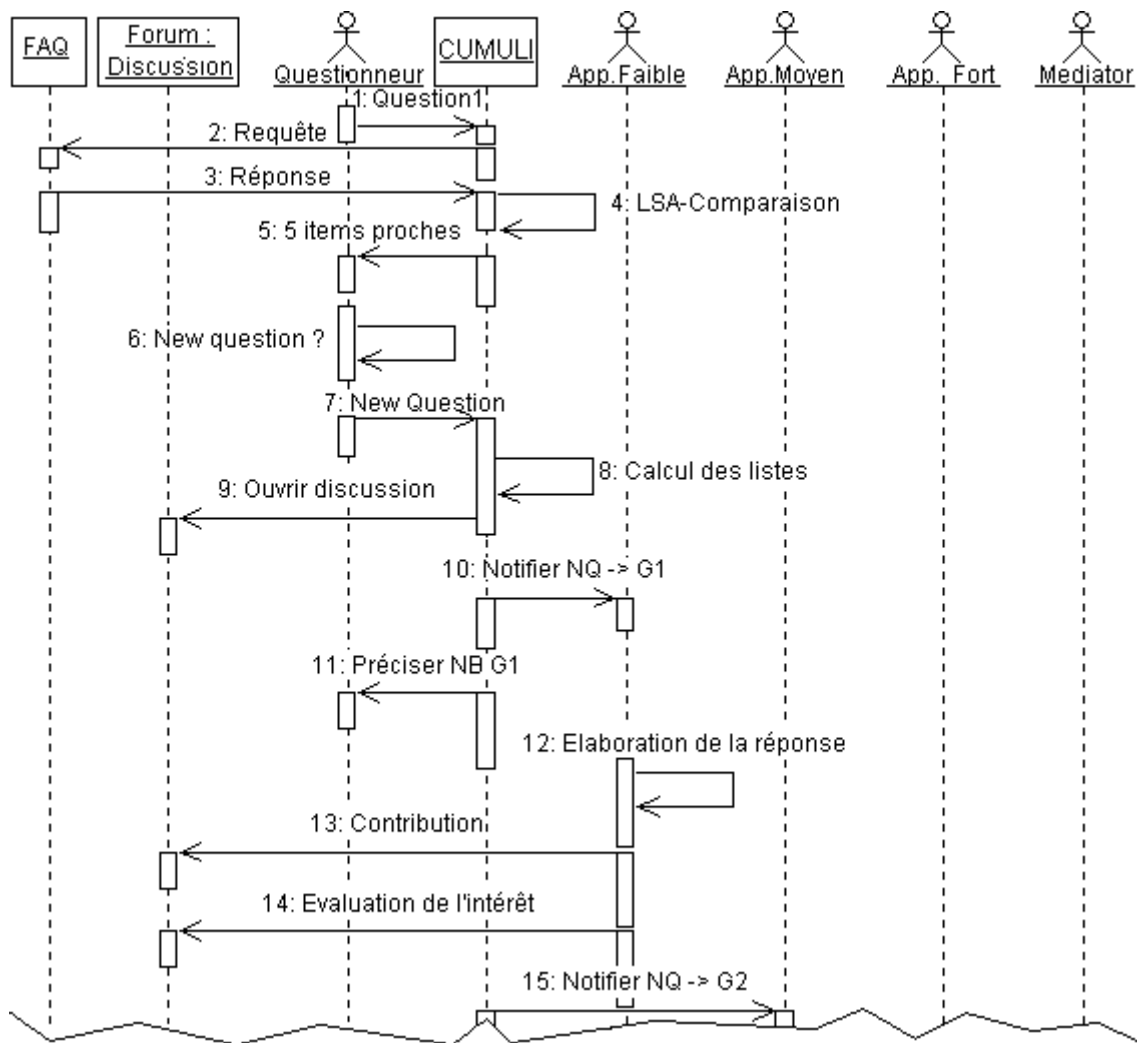 FAQ
Forum :
Discussion
Questionneur
CUMULI
App.Faible
App.Moyen
App. Fort
Mediator
1: Question1
2: Requête
3: Réponse
4: LSA-Comparaison
5: 5 items proches
6: New question ?
7: New Question
8: Calcul des listes
9: Ouvrir discussion
10: Notifier NQ -> G1
11: Préciser NB G1
12: Elaboration de la réponse
13: Contribution
14: Evaluation de l'intérêt
15: Notifier NQ -> G2